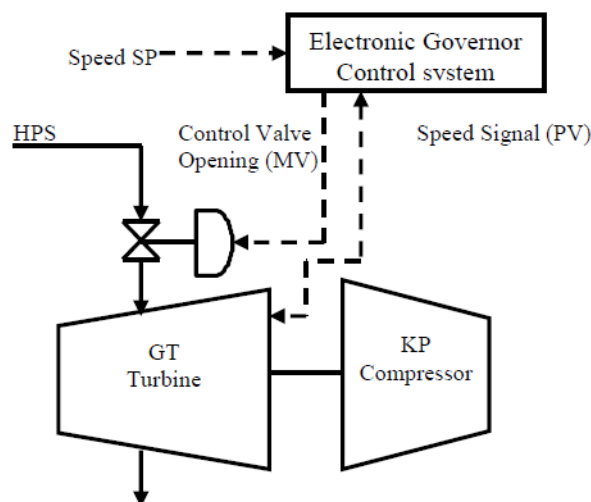 Electronic Governor
Control svstem
Speed SP
HPS
Control Valve
Opening (MV)
Speed Signal (PV)
GT
Turbine
KP
Compressor